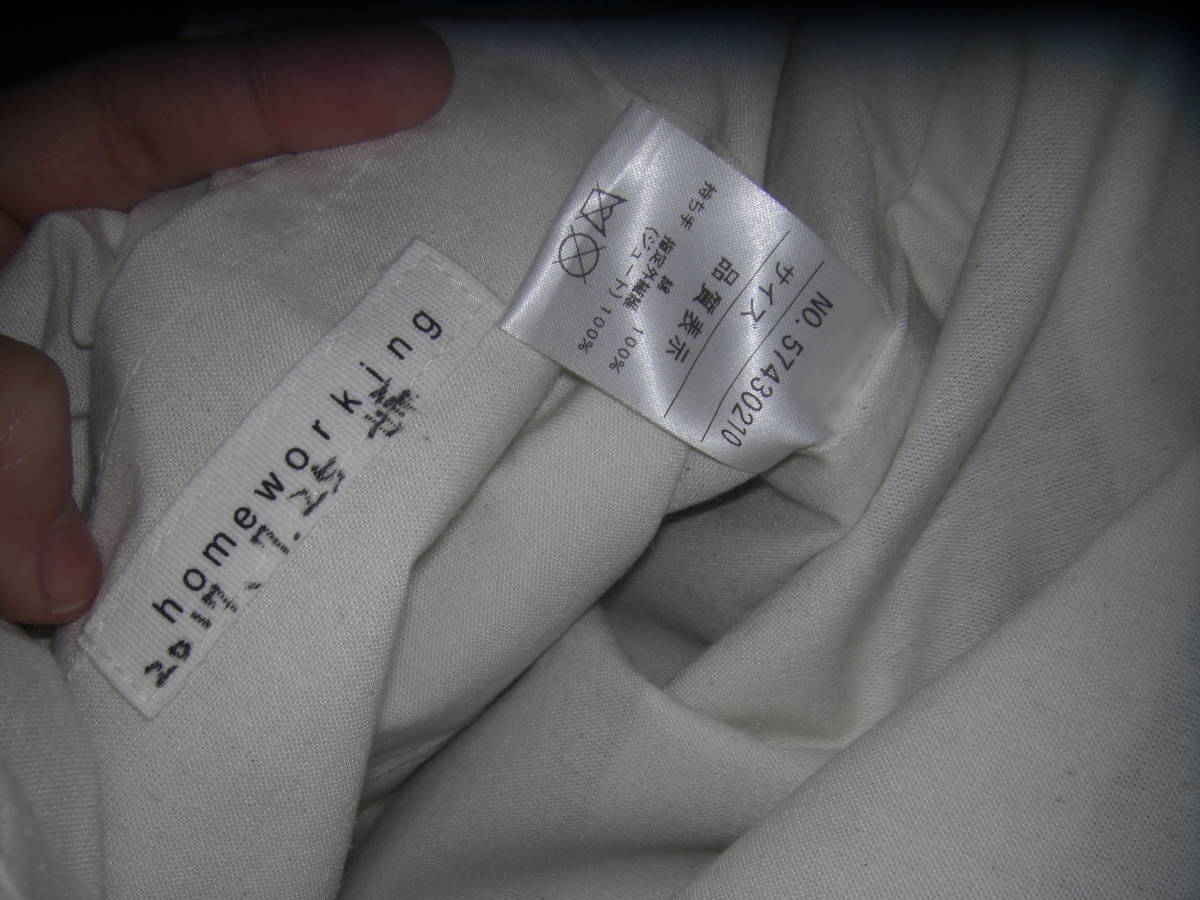 homeworking
NO. 57430210
サイズ
品質表示
綿 100%
持ち手 指定外繊維
(ジュート) 100%